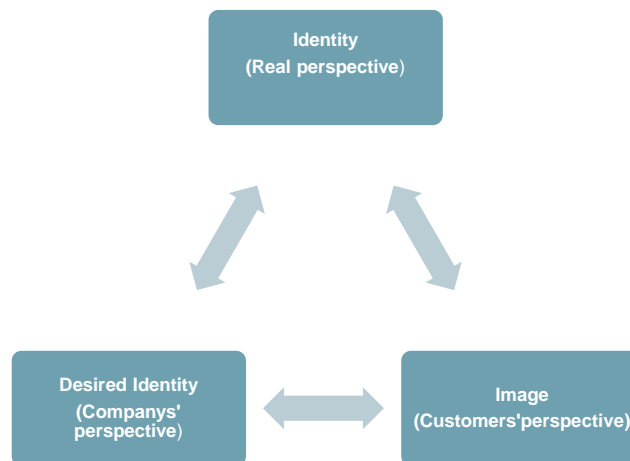 Identity
(Real perspective)
Desired Identity
(Companys'
perspective)
Image
(Customers'perspective)